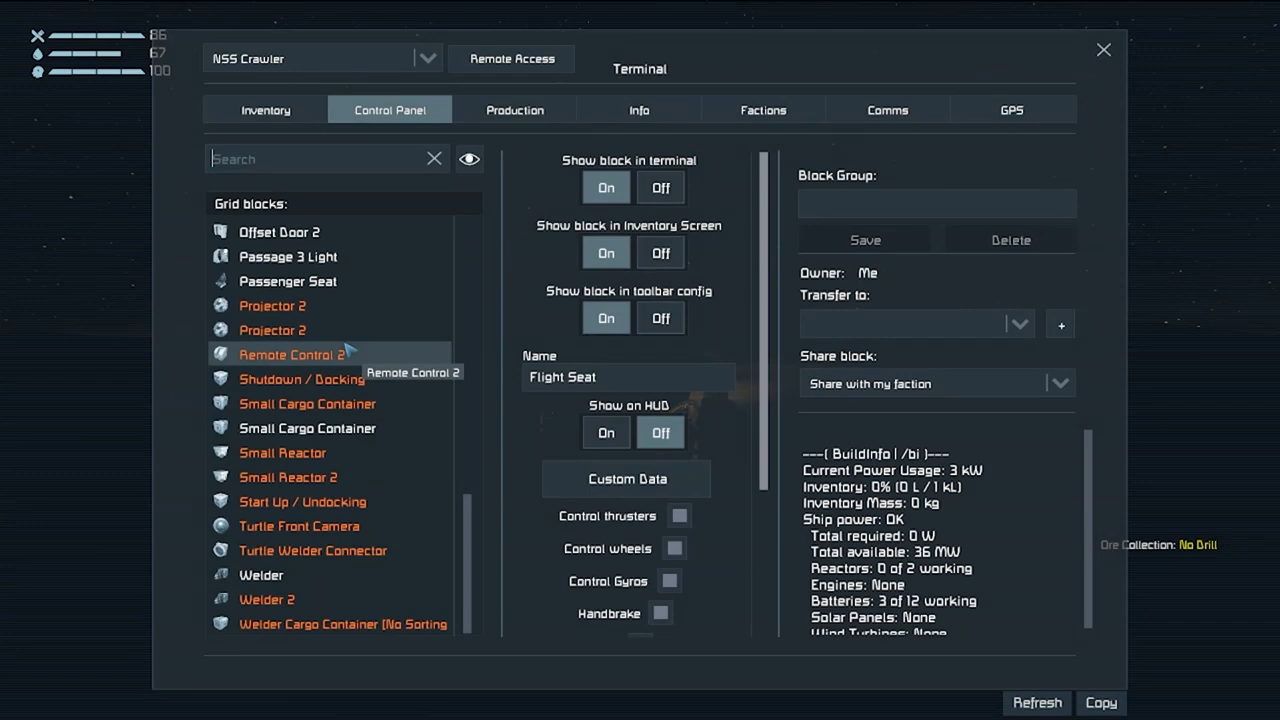 86
67
100
NSS Crawler
Remote Access
Terminal
Inventory
Control Panel
Production
Info
Factions
Comms
GPS
Search
Grid blocks:
Offset Door 2
Passage 3 Light
Passenger Seat
Projector 2
Projector 2
Remote Control 2
Remote Control 2
Shutdown / Docking
Small Cargo Container
Small Cargo Container
Small Reactor
Small Reactor 2
Start Up / Undocking
Turtle Front Camera
Turtle Welder Connector
Welder
Welder 2
Welder Cargo Container [No Sorting
Show block in terminal
On Off
Show block in Inventory Screen
On Off
Show block in toolbar config
On Off
Name
Flight Seat
Show on HUD
On Off
Custom Data
Control thrusters
Control wheels
Control Gyros
Handbrake
Block Group:
Save Delete
Owner: Me
Transfer to:
+
Share block:
Share with my faction
---( BuildInfo | /bi )---
Current Power Usage: 3 kW
Inventory: 0% (0 L / 1 kL)
Inventory Mass: 0 kg
Ship power: OK
Total required: 0 W
Total available: 36 MW
Reactors: 0 of 2 working
Engines: None
Batteries: 3 of 12 working
Solar Panels: None
Wind Turbines: None
Ore Collection: No Drill
Refresh
Copy